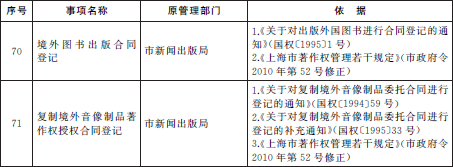 序号 事项名称 原管理部门 依 据
70 境外图书出版合同登记 市新闻出版局 1.《关于对出版外国图书进行合同登记的通知》(国权〔1995〕1号)
2.《上海市著作权管理若干规定》(市政府令2010年第52号修正)
71 复制境外音像制品著作权授权合同登记 市新闻出版局 1.《关于对复制境外音像制品委托合同进行登记的通知》(国权〔1994〕59号)
2.《关于对复制境外音像制品委托合同进行登记的补充通知》(国权〔1995〕33号)
3.《上海市著作权管理若干规定》(市政府令2010年第52号修正)